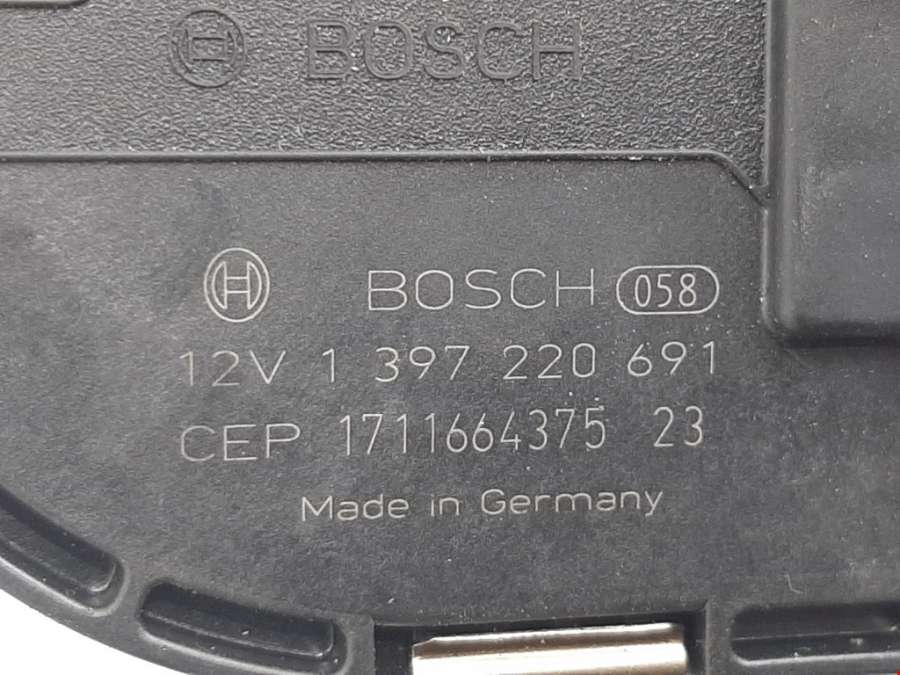 BOSCH
BOSCH 058
12V 1 397 220 691
CEP 1711664375 23
Made in Germany